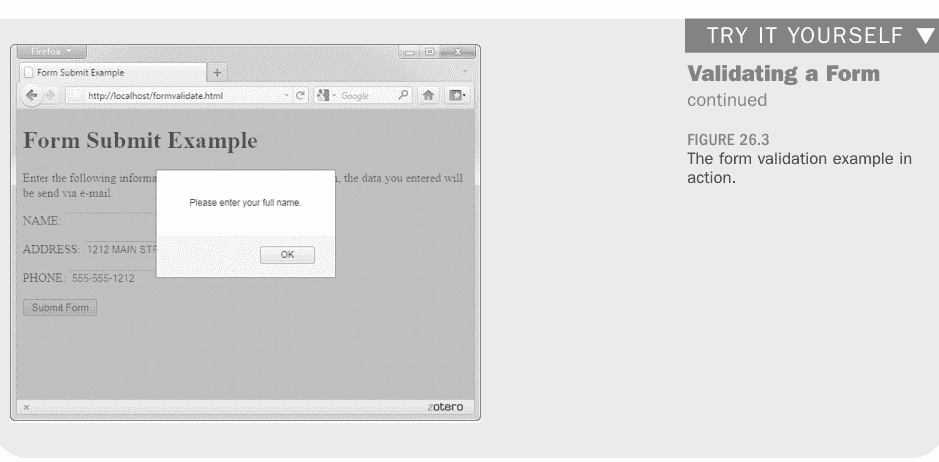 TRY IT YOURSELF
Validating a Form
continued
FIGURE 26.3
The form validation example in
action.
Firefox
Form Submit Example
http://localhost/formvalidate.html
Google
Form Submit Example
Enter the following informa , the data you entered will
be send via e-mail.
Please enter your full name.
OK
NAME:
ADDRESS: 1212 MAIN STR
PHONE: 555-555-1212
Submit Form
zotero